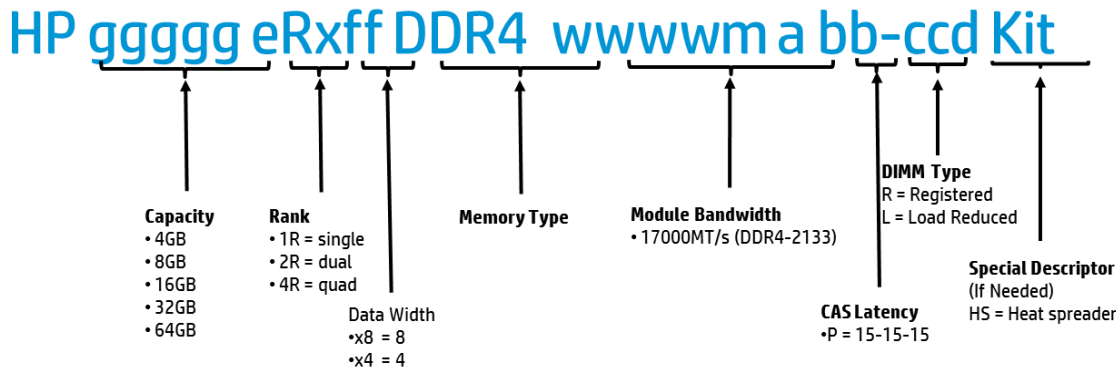 HP ggggg eRxff DDR4 wwwwm a bb-ccd Kit
Capacity
• 4GB
• 8GB
• 16GB
• 32GB
• 64GB
Rank
• 1R = single
• 2R = dual
• 4R = quad
Data Width
•x8 = 8
•x4 = 4
Memory Type
Module Bandwidth
• 17000MT/s (DDR4-2133)
CAS Latency
•P = 15-15-15
DIMM Type
R = Registered
L = Load Reduced
Special Descriptor
(If Needed)
HS = Heat spreader